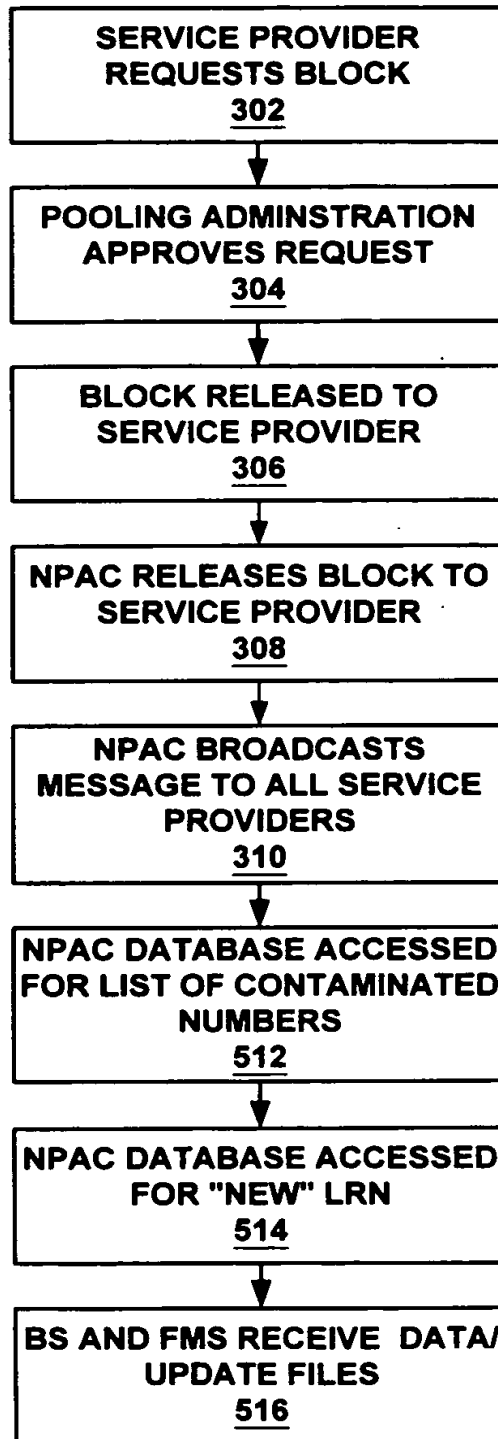 SERVICE PROVIDER
REQUESTS BLOCK
302
POOLING ADMINSTRATION
APPROVES REQUEST
304
BLOCK RELEASED TO
SERVICE PROVIDER
306
NPAC RELEASES BLOCK TO
SERVICE PROVIDER
308
NPAC BROADCASTS
MESSAGE TO ALL SERVICE
PROVIDERS
310
NPAC DATABASE ACCESSED
FOR LIST OF CONTAMINATED
NUMBERS
512
NPAC DATABASE ACCESSED
FOR "NEW" LRN
514
BS AND FMS RECEIVE DATA/
UPDATE FILES
516